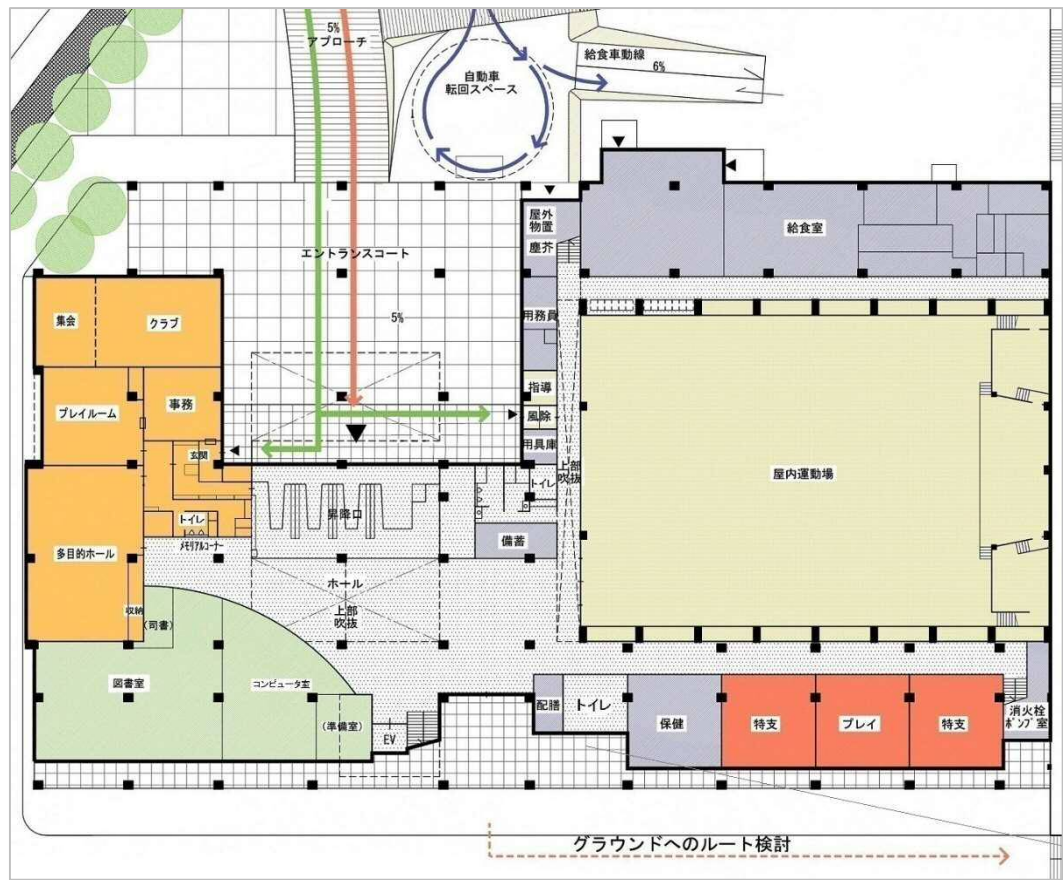 5%
アプローチ
自動車
転回スペース
給食車動線
6%
屋外
物置
塵芥
給食室
エントランスコート
5%
集会
クラブ
用務員
プレイルーム
事務
指導
風除
用具庫
玄関
上部
吹抜
屋内運動場
トイレ
昇降口
トイレ
備蓄
多目的ホール
メモリアルコーナー
ホール
上部
吹抜
収納
(司書)
図書室
コンピュータ室
(準備室)
EV
配膳
トイレ
保健
特支
プレイ
特支
消火栓
ポンプ室
グラウンドへのルート検討